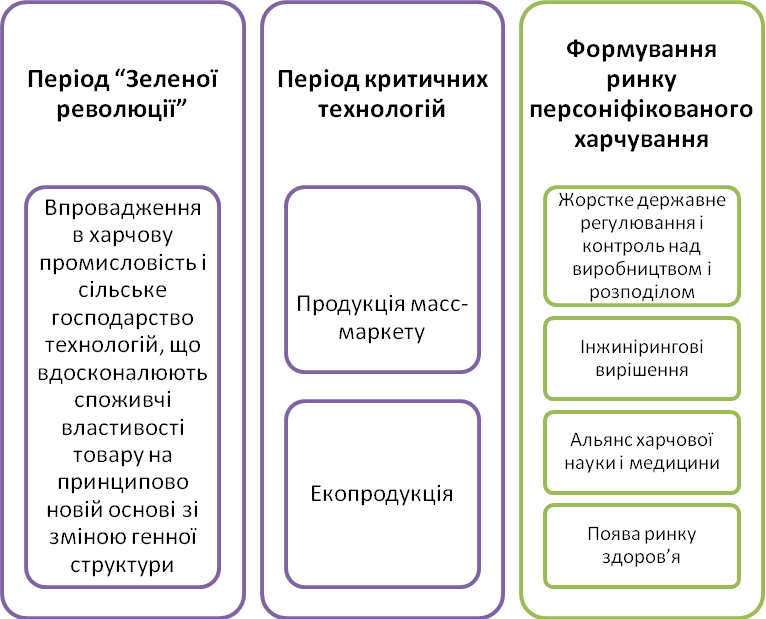 Період “Зеленої
революції”
Впровадження
в харчову
промисловість і
сільське
господарство
технологій, що
вдосконалюють
споживчі
властивості
товару на
принципово
новій основі зі
зміною генної
структури
Період критичних
технологій
Продукція масс-
маркету
Екопродукція
Формування
ринку
персоніфікованого
харчування
Жорстке державне
регулювання і
контроль над
виробництвом і
розподілом
Інжинірингові
вирішення
Альянс харчової
науки і медицини
Поява ринку
здоров’я